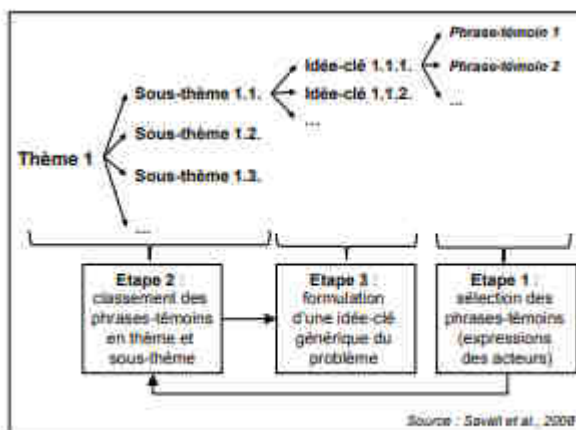 Phrase-témoin 1
Idée-clé 1.1.1.
Phrase-témoin 2
Sous-thème 1.1.
Idée-clé 1.1.2.
...
...
Sous-thème 1.2.
Thème 1
Sous-thème 1.3.
...
Etape 2 :
classement des
phrases-témoins
en thème et
sous-thème
Etape 3 :
formulation
d'une idée-clé
générique du
problème
Etape 1 :
sélection des
phrases-témoins
(expressions
des acteurs)
Source : Savall et al., 2008